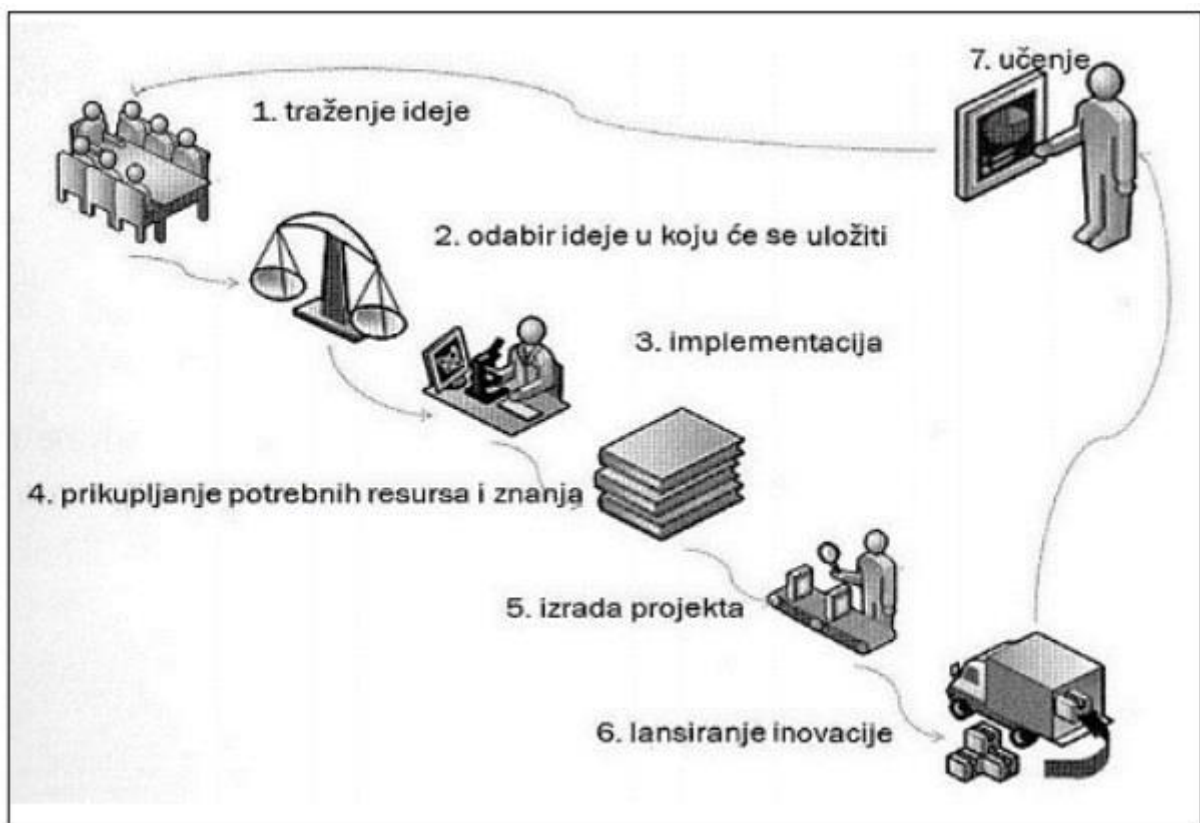 1. traženje ideje
2. odabir ideje u koju će se uložiti
3. implementacija
4. prikupljanje potrebnih resursa i znanja
5. izrada projekta
6. lansiranje inovacije
7. učenje